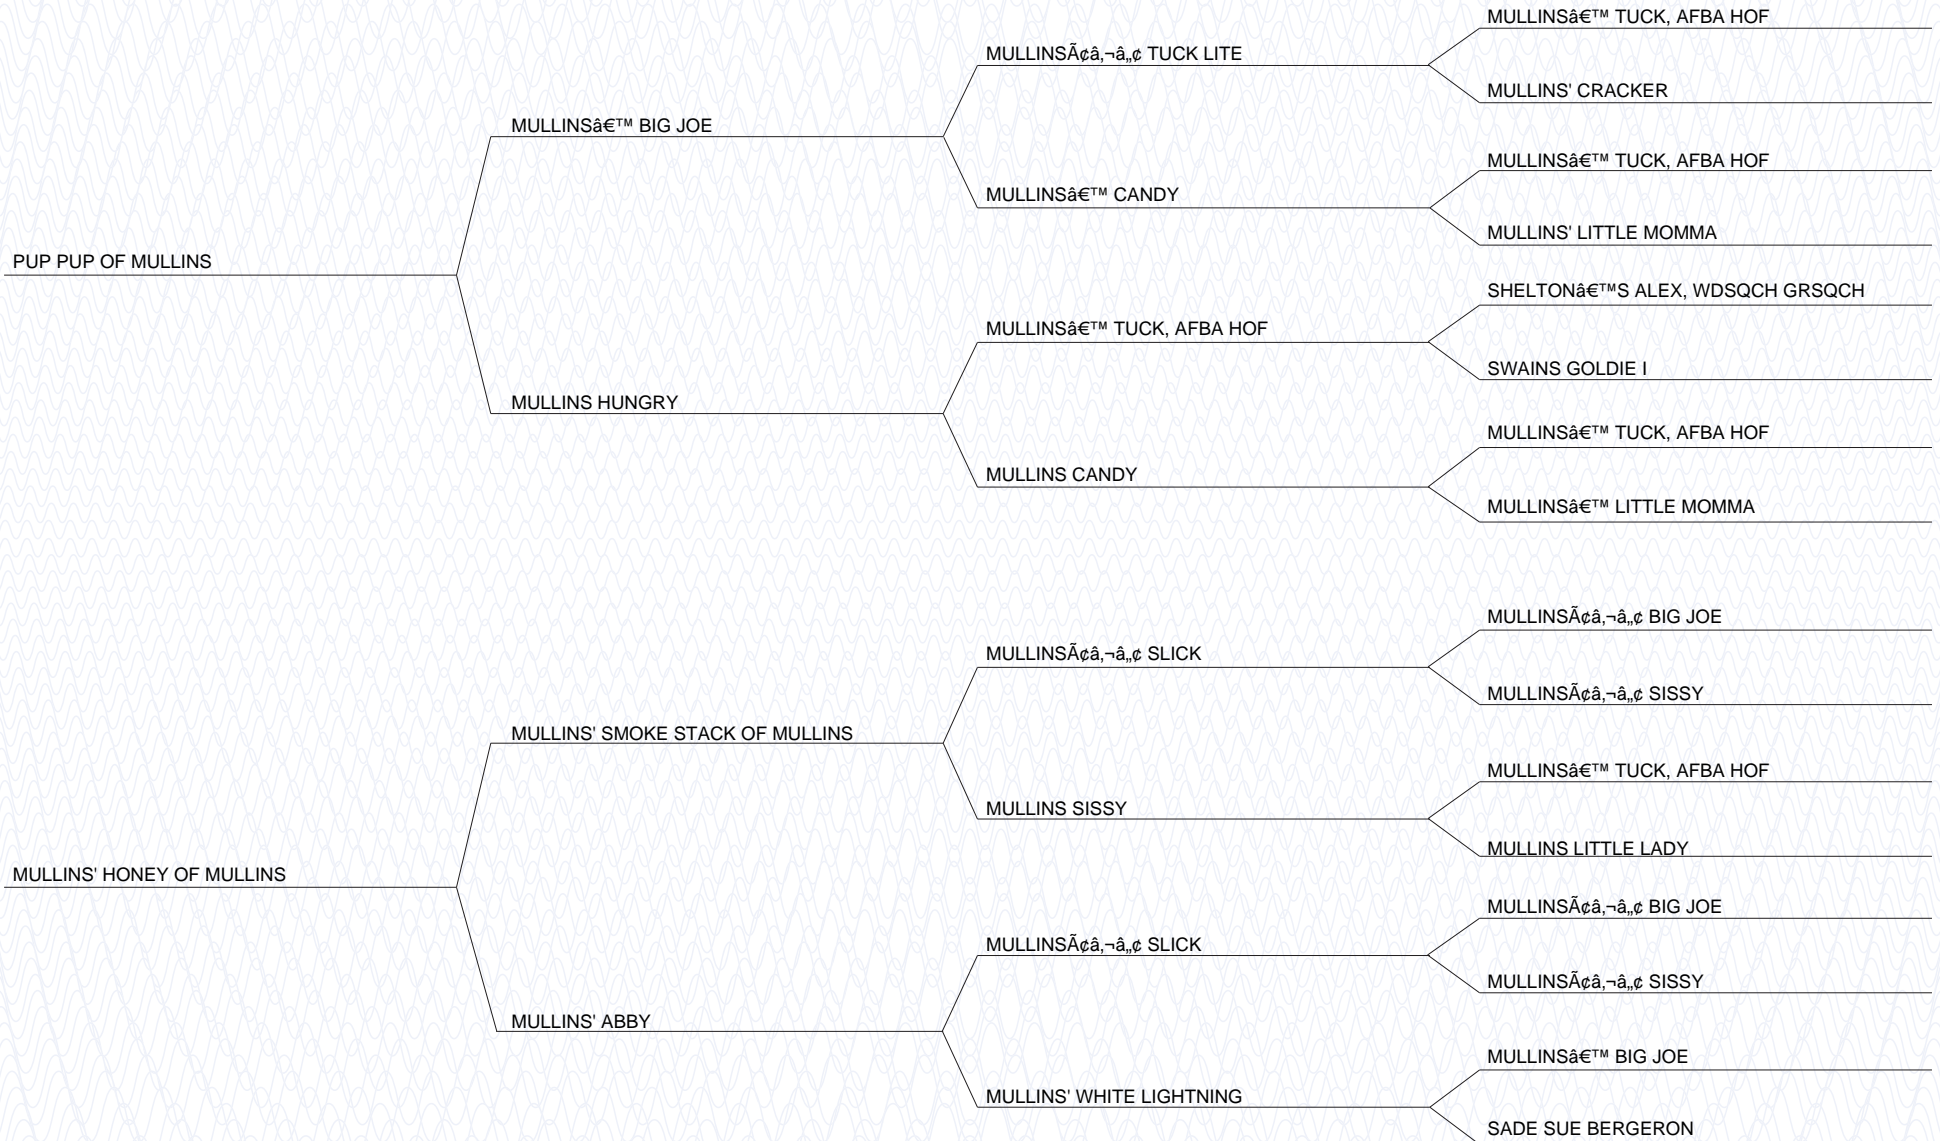 MULLINSâ€™ TUCK, AFBA HOF
MULLINSÃ¢â‚¬â„¢ TUCK LITE
MULLINS' CRACKER
MULLINSâ€™ BIG JOE
MULLINSâ€™ TUCK, AFBA HOF
MULLINSâ€™ CANDY
MULLINS' LITTLE MOMMA
PUP PUP OF MULLINS
SHELTONâ€™S ALEX, WDSQCH GRSQCH
MULLINSâ€™ TUCK, AFBA HOF
SWAINS GOLDIE I
MULLINS HUNGRY
MULLINSâ€™ TUCK, AFBA HOF
MULLINS CANDY
MULLINSâ€™ LITTLE MOMMA
MULLINSÃ¢â‚¬â„¢ BIG JOE
MULLINSÃ¢â‚¬â„¢ SLICK
MULLINSÃ¢â‚¬â„¢ SISSY
MULLINS' SMOKE STACK OF MULLINS
MULLINSâ€™ TUCK, AFBA HOF
MULLINS SISSY
MULLINS LITTLE LADY
MULLINS' HONEY OF MULLINS
MULLINSÃ¢â‚¬â„¢ BIG JOE
MULLINSÃ¢â‚¬â„¢ SLICK
MULLINSÃ¢â‚¬â„¢ SISSY
MULLINS' ABBY
MULLINSâ€™ BIG JOE
MULLINS' WHITE LIGHTNING
SADE SUE BERGERON